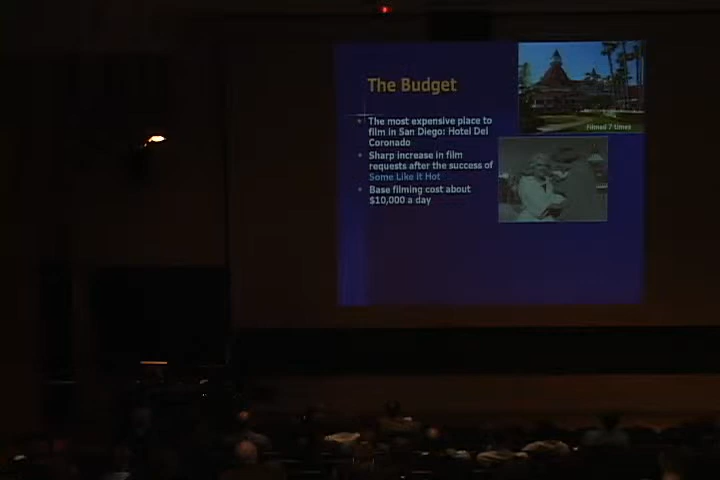 The Budget
The most expensive place to
film in San Diego: Hotel Del
Coronado
Sharp increase in film
requests after the success of
Some Like it Hot
Base filming cost about
$10,000 a day
Filmed 7 times